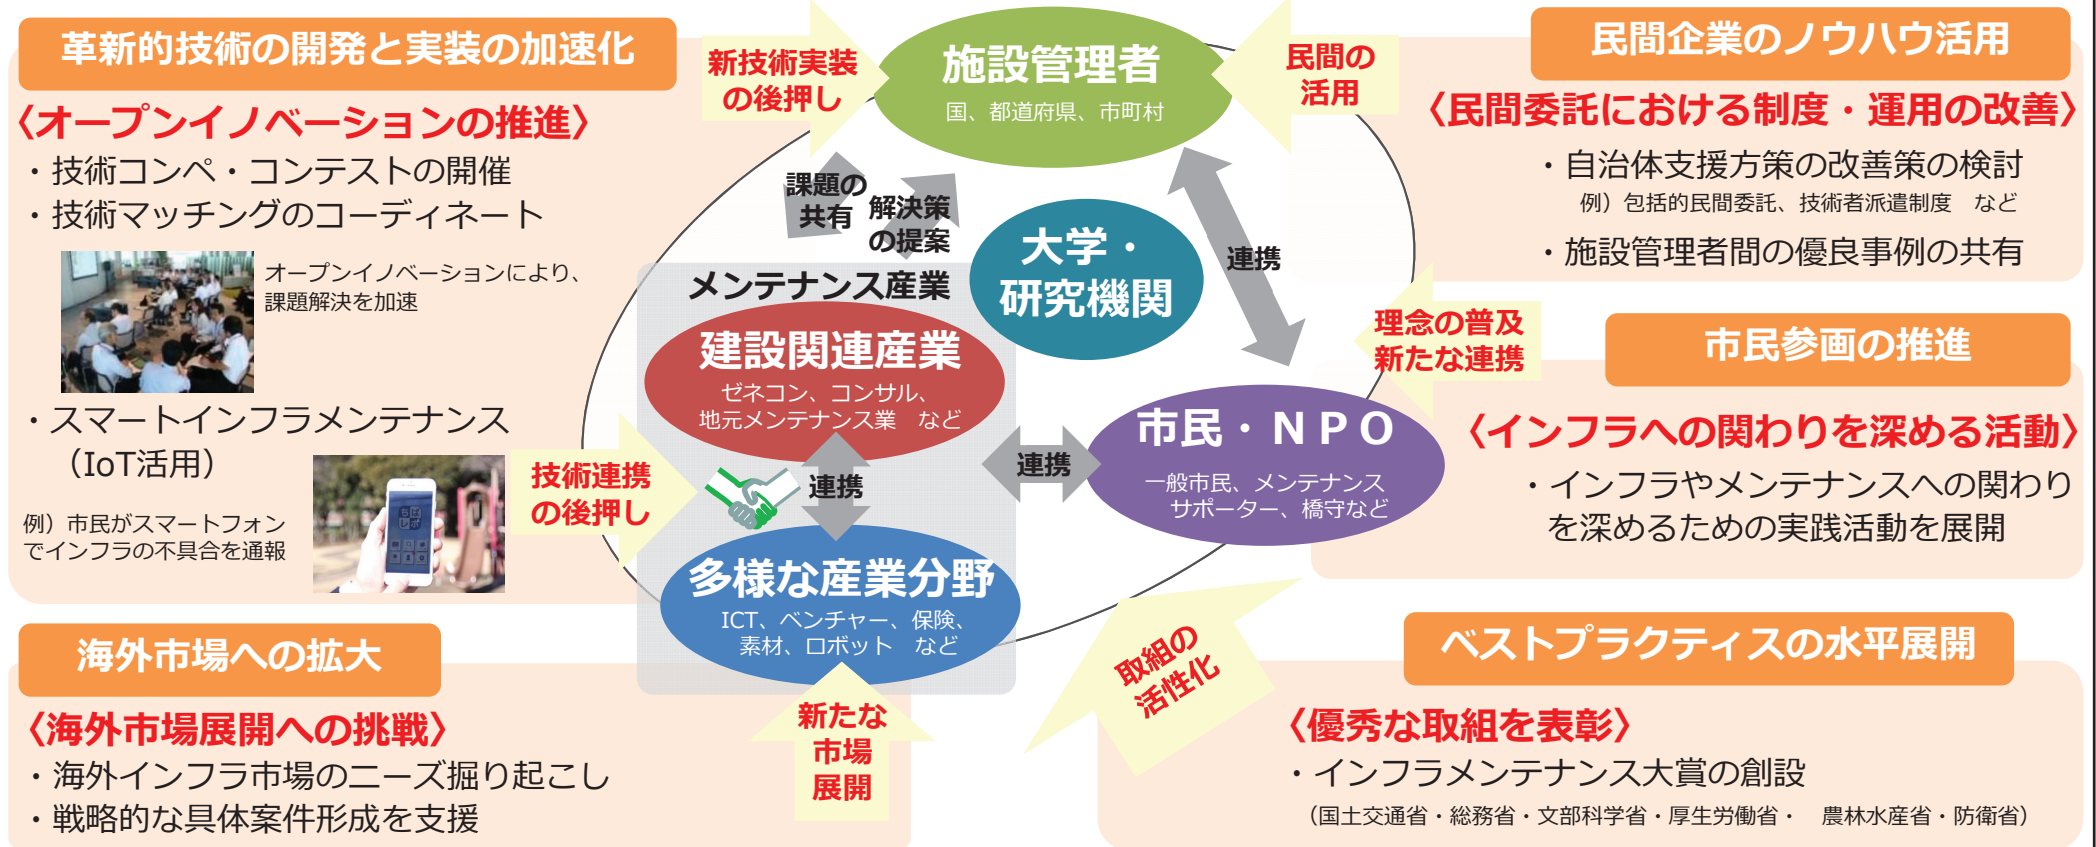 革新的技術の開発と実装の加速化
〈オープンイノベーションの推進〉
・技術コンペ・コンテストの開催
・技術マッチングのコーディネート
オープンイノベーションにより、
課題解決を加速
・スマートインフラメンテナンス
（IoT活用）
例）市民がスマートフォン
でインフラの不具合を通報
ちば
レポ
海外市場への拡大
〈海外市場展開への挑戦〉
・海外インフラ市場のニーズ掘り起こし
・戦略的な具体案件形成を支援
新技術実装
の後押し
施設管理者
国、都道府県、市町村
民間の
活用
課題の
共有
解決策
の提案
大学・
研究機関
連携
メンテナンス産業
建設関連産業
ゼネコン、コンサル、
地元メンテナンス業　など
理念の普及
新たな連携
技術連携
の後押し
連携
連携
市民・ＮＰＯ
一般市民、メンテナンス
サポーター、橋守など
多様な産業分野
ICT、ベンチャー、保険、
素材、ロボット　など
新たな
市場
展開
取組の
活性化
民間企業のノウハウ活用
〈民間委託における制度・運用の改善〉
・自治体支援方策の改善策の検討
例）包括的民間委託、技術者派遣制度　など
・施設管理者間の優良事例の共有
市民参画の推進
〈インフラへの関わりを深める活動〉
・インフラやメンテナンスへの関わり
を深めるための実践活動を展開
ベストプラクティスの水平展開
〈優秀な取組を表彰〉
・インフラメンテナンス大賞の創設
（国土交通省・総務省・文部科学省・厚生労働省・　農林水産省・防衛省）